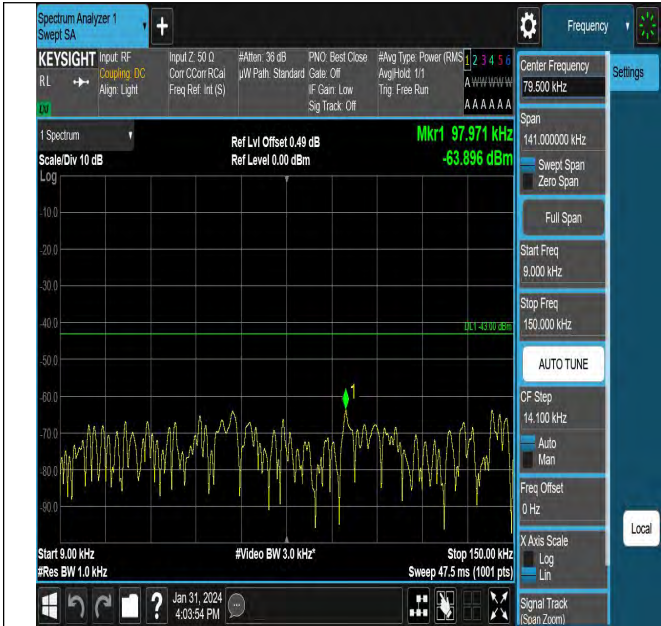 Spectrum Analyzer 1
Swept SA
Frequency
Settings
KEYSIGHT
RL
Input: RF
Coupling: DC
Align: Light
Input Z: 50 Ω
Corr CCorr RCal
Freq Ref: Int (S)
#Atten: 36 dB
µW Path: Standard
PNO: Best Close
Gate: Off
IF Gain: Low
Sig Track: Off
#Avg Type: Power (RMS
Avg|Hold: 1/1
Trig: Free Run
1 2 3 4 5 6
A W W W W W
A A A A A A
1 Spectrum
Scale/Div 10 dB
Ref Lvl Offset 0.49 dB
Ref Level 0.00 dBm
Mkr1 97.971 kHz
-63.896 dBm
Log
-10.0
-20.0
-30.0
-40.0
DL1 -43.00 dBm
-50.0
-60.0
1
-70.0
-80.0
-90.0
Start 9.00 kHz
#Res BW 1.0 kHz
#Video BW 3.0 kHz*
Stop 150.00 kHz
Sweep 47.5 ms (1001 pts)
?
Jan 31, 2024
4:03:54 PM
Center Frequency
79.500 kHz
Span
141.000000 kHz
Swept Span
Zero Span
Full Span
Start Freq
9.000 kHz
Stop Freq
150.000 kHz
AUTO TUNE
CF Step
14.100 kHz
Auto
Man
Freq Offset
0 Hz
X Axis Scale
Log
Lin
Signal Track
(Span Zoom)
Local